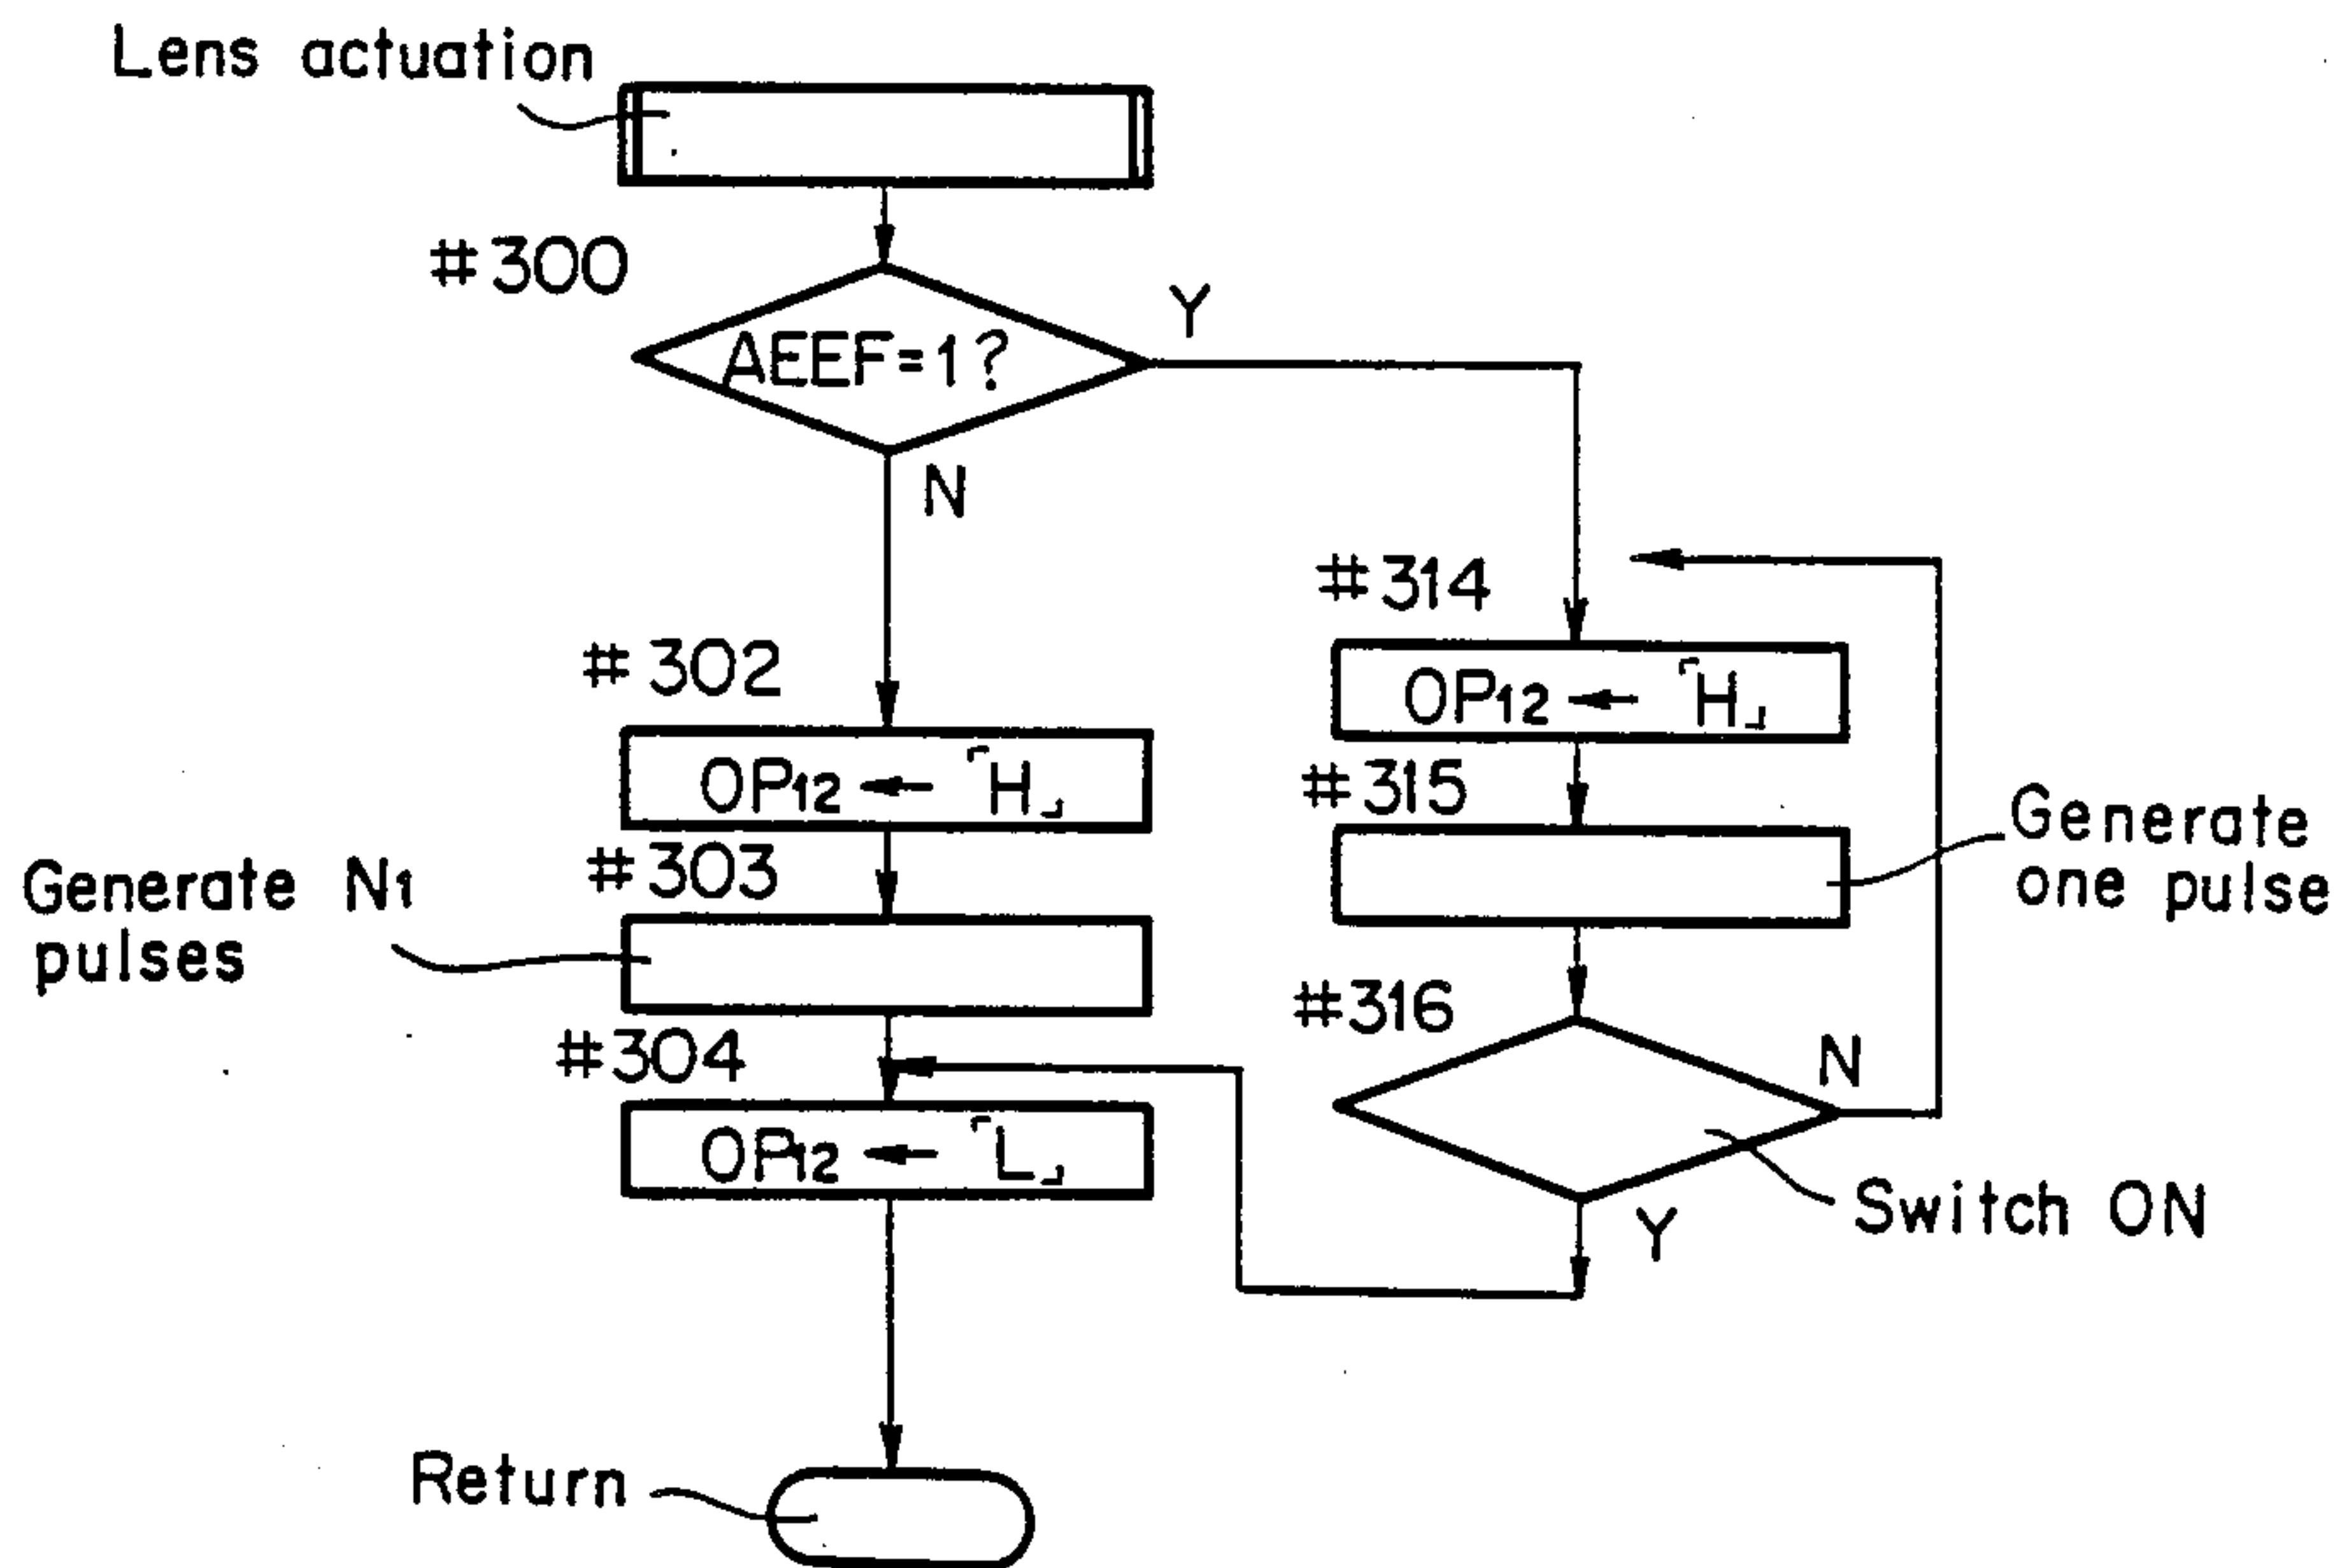 Lens actuation
#300
AEEF=1?
Y
N
#302
OP12 ← 「H」
#303
Generate N1
pulses
#304
OP12 ← 「L」
Return
#314
OP12 ← 「H」
#315
Generate
one pulse
#316
N
Switch ON
Y